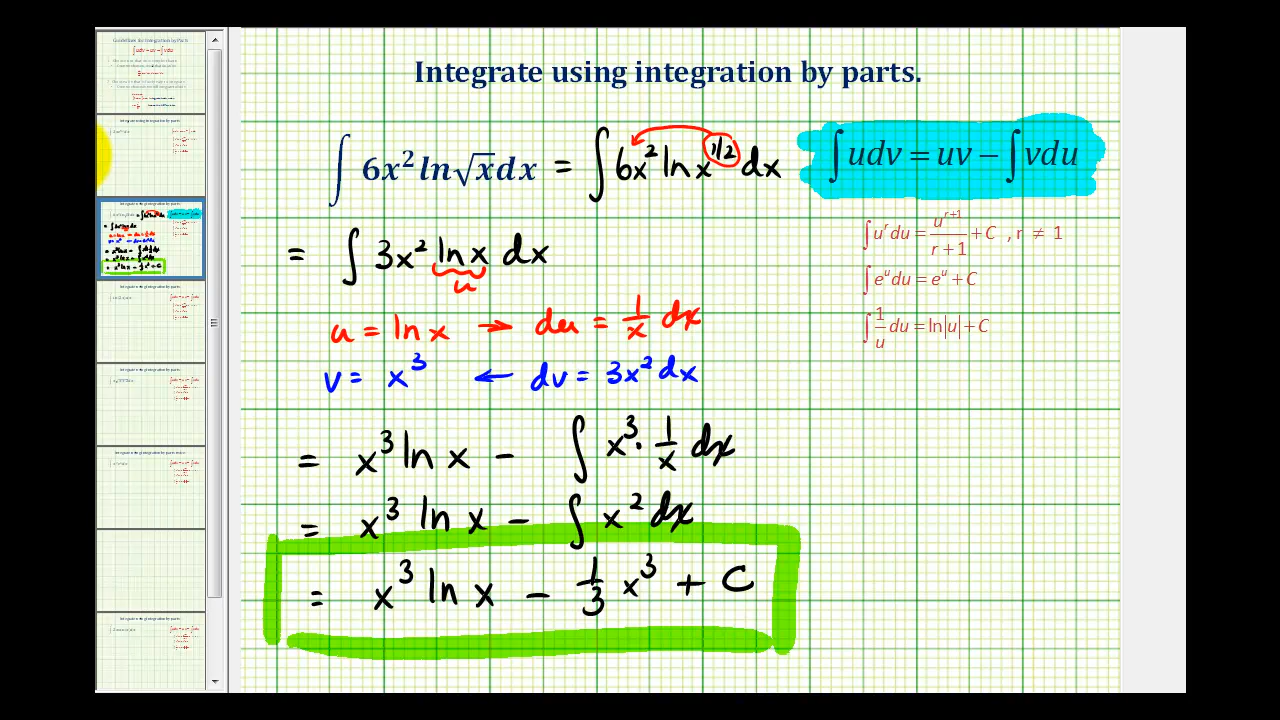 Integrate using integration by parts.
∫ 6x² ln√x dx = ∫ 6x² ln x^(1/2) dx
∫ udv = uv − ∫ vdu
= ∫ 3x² ln x dx
u
u = ln x → du = 1/x dx
v = x³ ← dv = 3x² dx
= x³ ln x − ∫ x³ · 1/x dx
= x³ ln x − ∫ x² dx
= x³ ln x − 1/3 x³ + C
∫ u^r du = u^(r+1)/(r+1) + C , r ≠ 1
∫ e^u du = e^u + C
∫ 1/u du = ln|u| + C